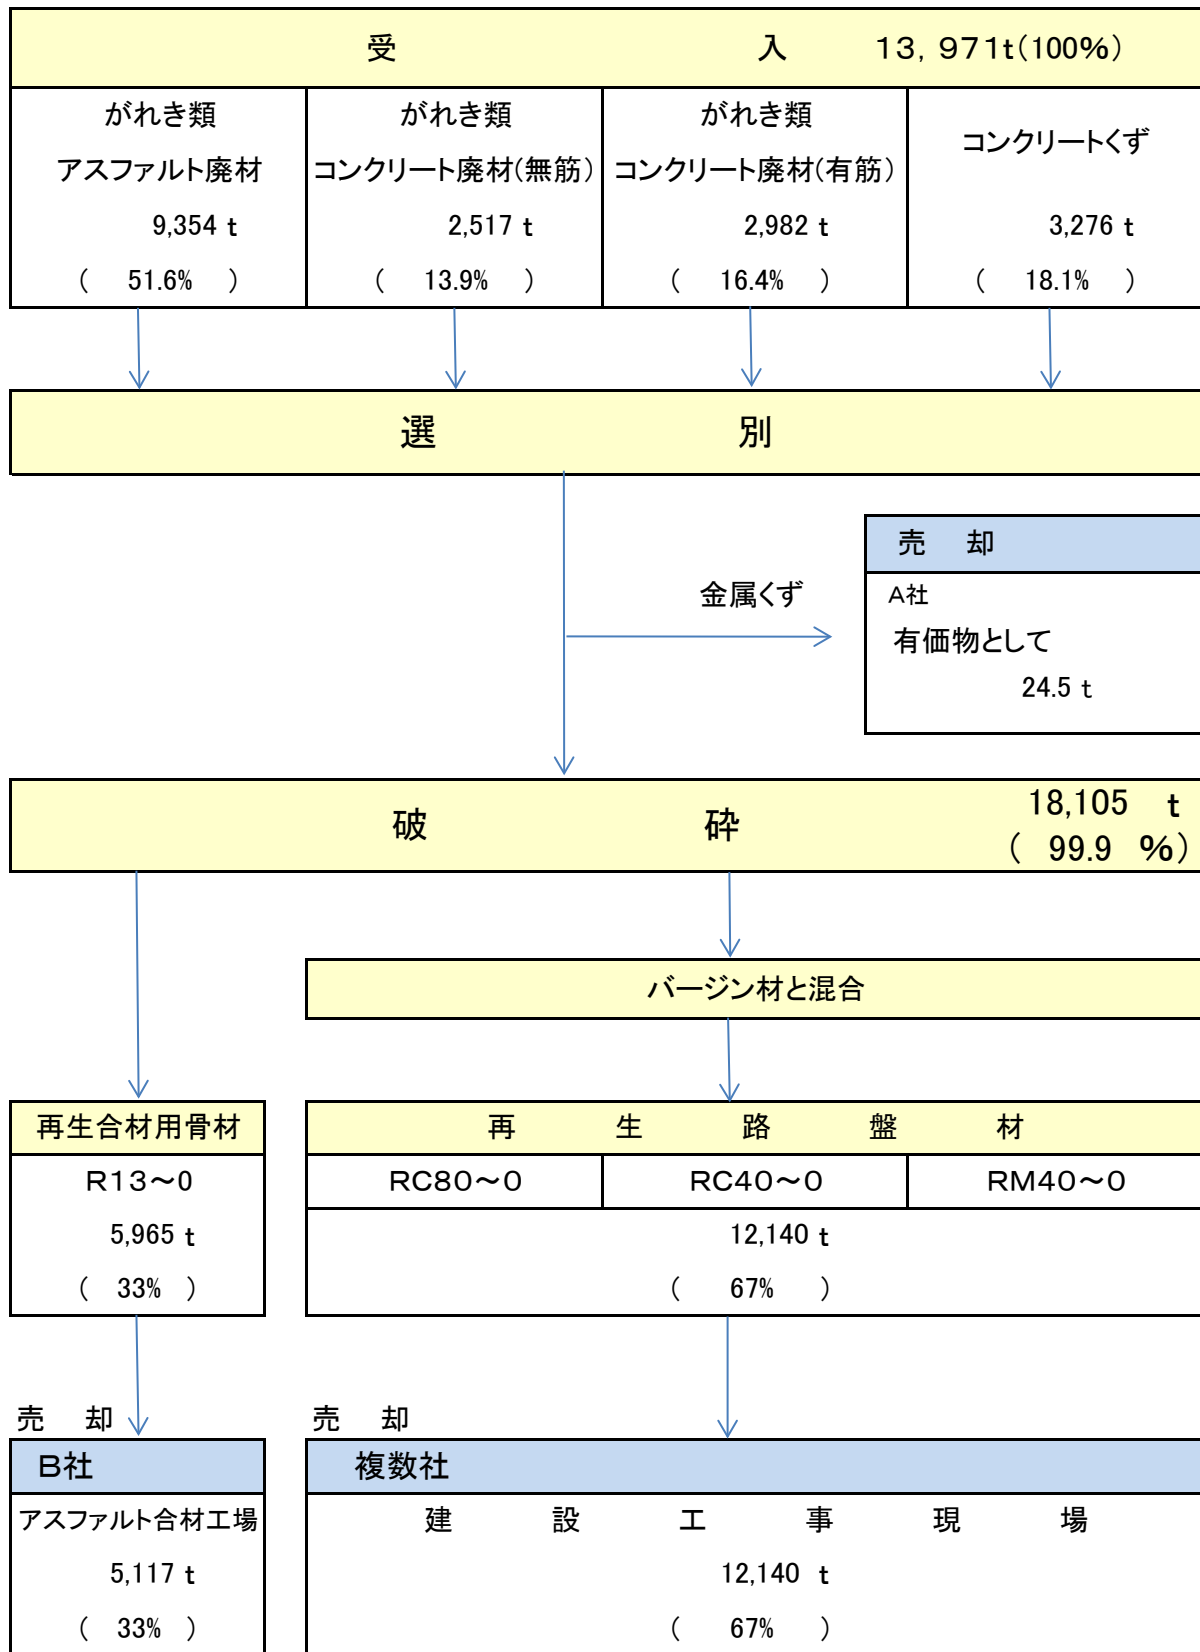 受　入　１３，９７１ｔ（100％）
がれき類
アスファルト廃材
9,354 ｔ
（　51.6%　）
がれき類
コンクリート廃材（無筋）
2,517 ｔ
（　13.9%　）
がれき類
コンクリート廃材（有筋）
2,982 ｔ
（　16.4%　）
コンクリートくず
3,276 ｔ
（　18.1%　）
選　別
売　却
Ａ社
有価物として
24.5 ｔ
金属くず
破　砕
18,105　ｔ
（　99.9　％）
バージン材と混合
再生合材用骨材
Ｒ１３～０
5,965 ｔ
（　33%　）
再　生　路　盤　材
ＲＣ８０～０
ＲＣ４０～０
ＲＭ４０～０
12,140 ｔ
（　67%　）
売　却
Ｂ社
アスファルト合材工場
5,117 ｔ
（　33%　）
売　却
複数社
建　設　工　事　現　場
12,140　ｔ
（　67%　）